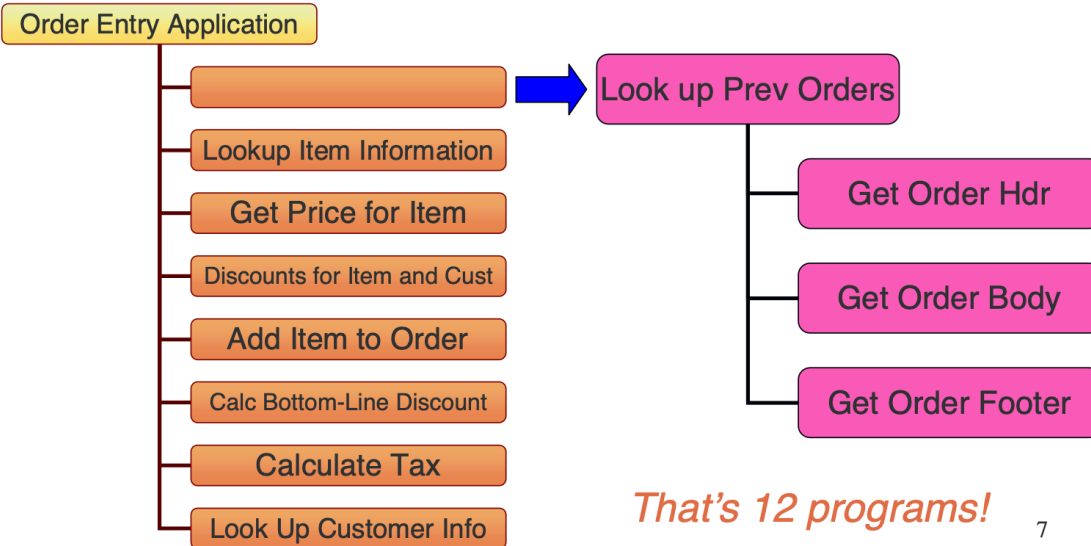 Order Entry Application
Look up Prev Orders
Lookup Item Information
Get Price for Item
Discounts for Item and Cust
Add Item to Order
Calc Bottom-Line Discount
Calculate Tax
Look Up Customer Info
Get Order Hdr
Get Order Body
Get Order Footer
That's 12 programs!
7